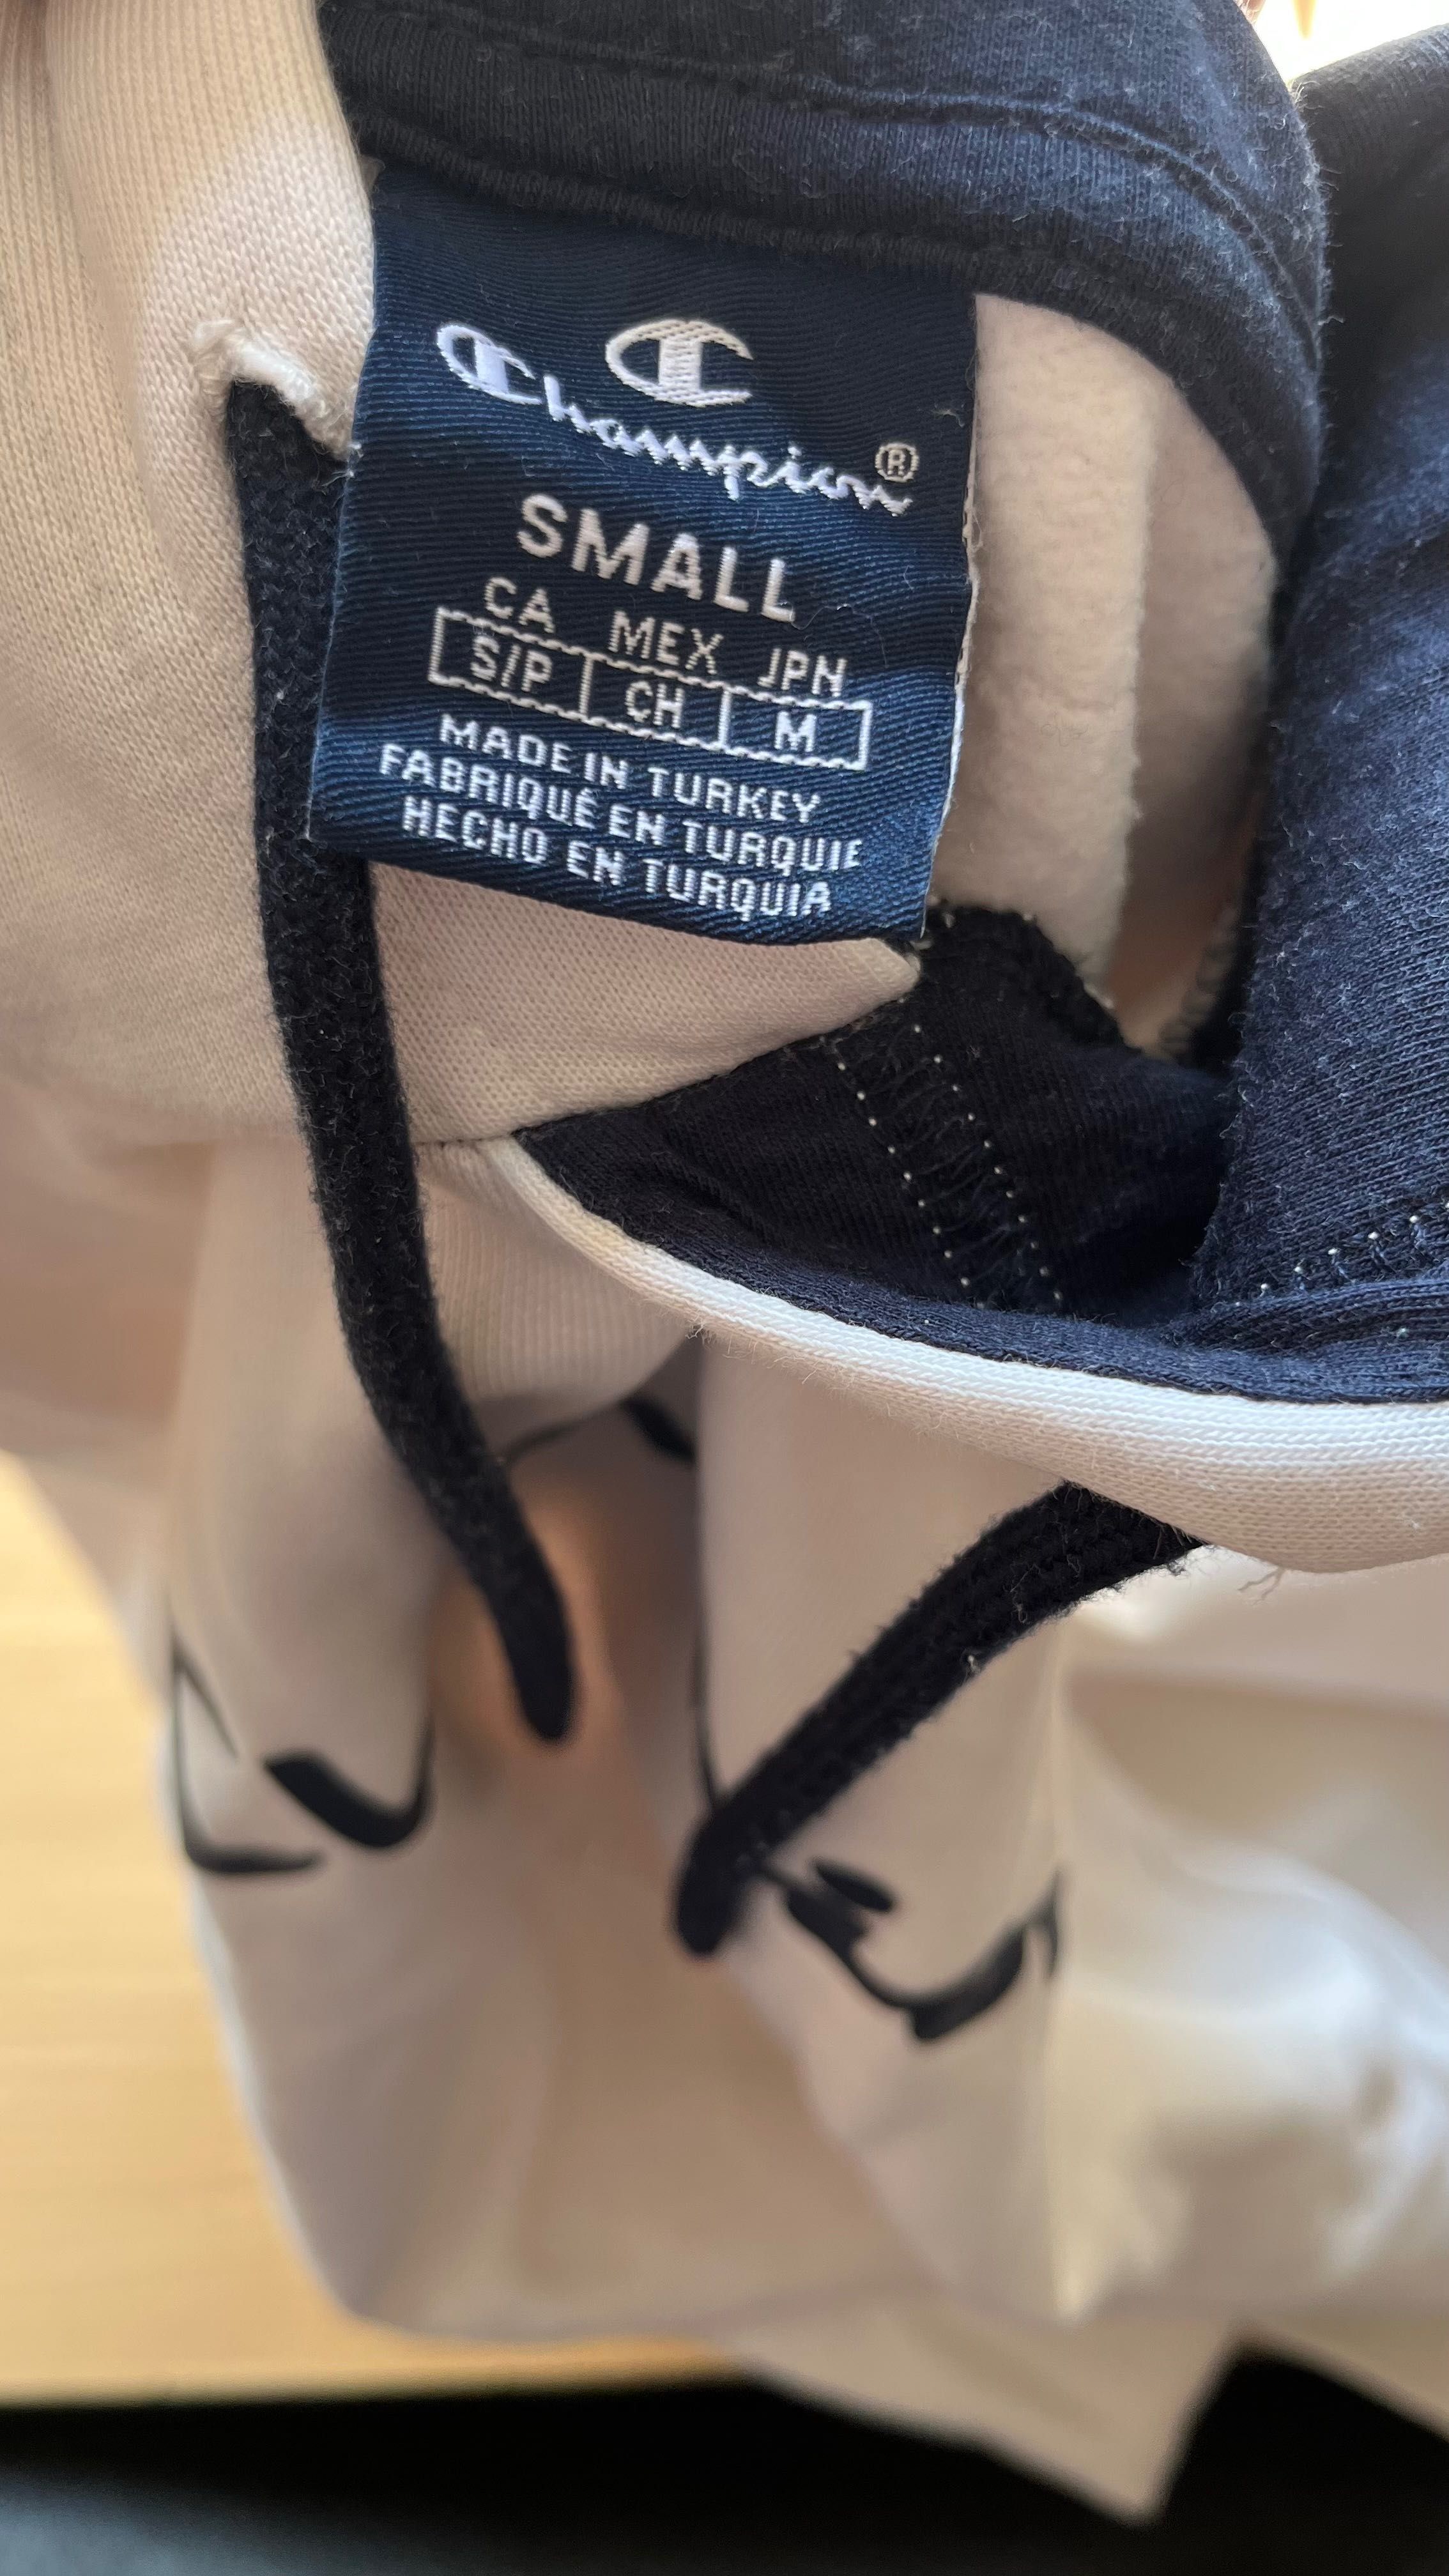 Champion®
SMALL
CA MEX JPN
S/P CH M
MADE IN TURKEY
FABRIQUÉ EN TURQUIE
HECHO EN TURQUIA